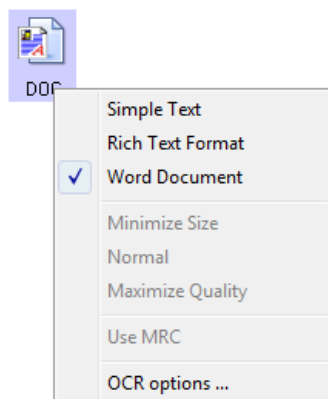 DOC
Simple Text
Rich Text Format
Word Document
Minimize Size
Normal
Maximize Quality
Use MRC
OCR options ...